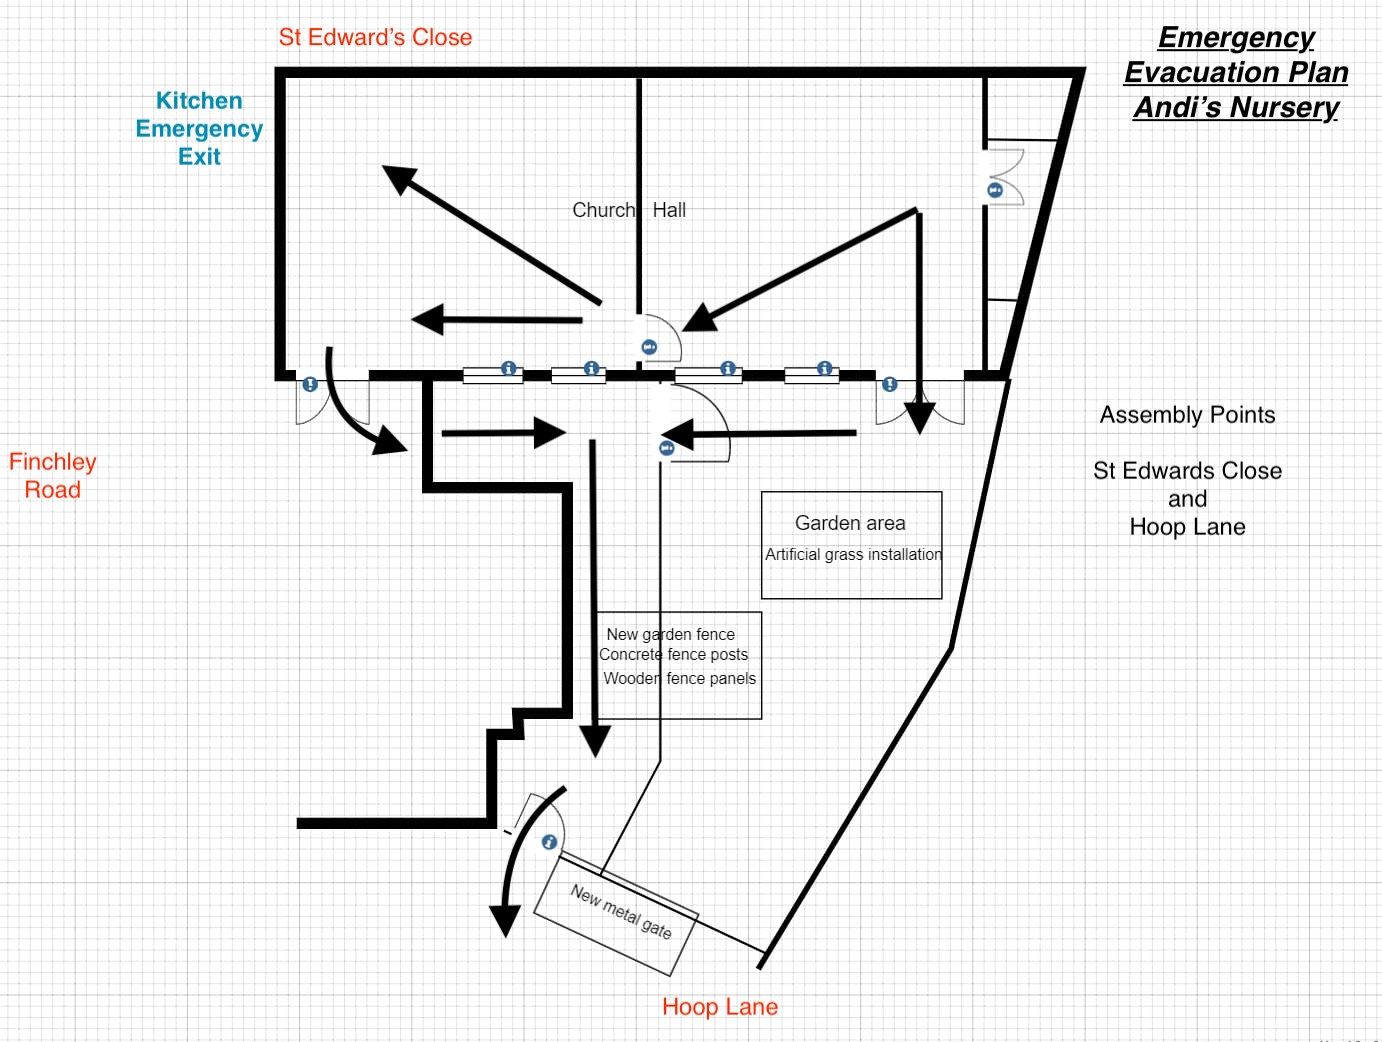 St Edward's Close
Emergency
Evacuation Plan
Andi's Nursery
Kitchen
Emergency
Exit
Church Hall
Finchley
Road
Assembly Points
St Edwards Close
and
Hoop Lane
Garden area
Artificial grass installation
New garden fence
Concrete fence posts
Wooden fence panels
New metal gate
Hoop Lane